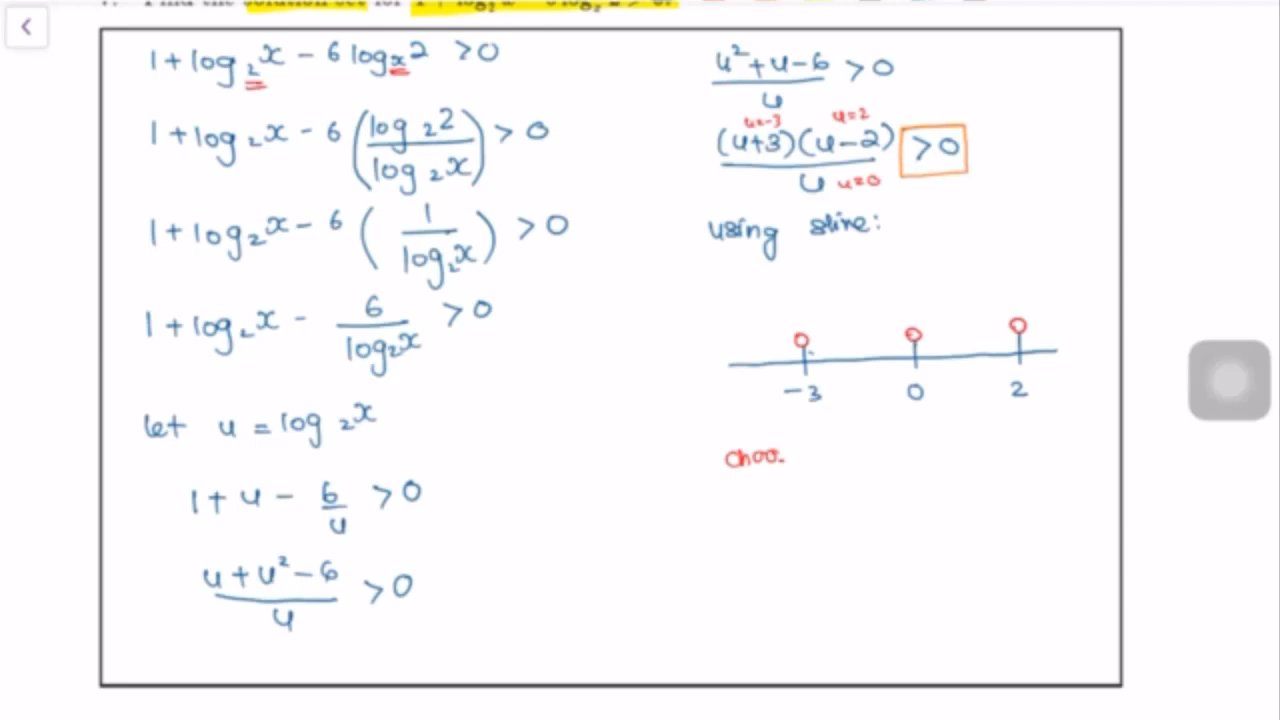 1 + log₂x − 6 logₓ2 > 0
1 + log₂x − 6 (log₂2 / log₂x) > 0
1 + log₂x − 6 (1 / log₂x) > 0
1 + log₂x − 6 / log₂x > 0
let u = log₂x
1 + u − 6/u > 0
(u + u² − 6) / u > 0
(u² + u − 6) / u > 0
u=-3 u=2
(u+3)(u−2) / u > 0
u=0
using
−3 0 2
Choo.